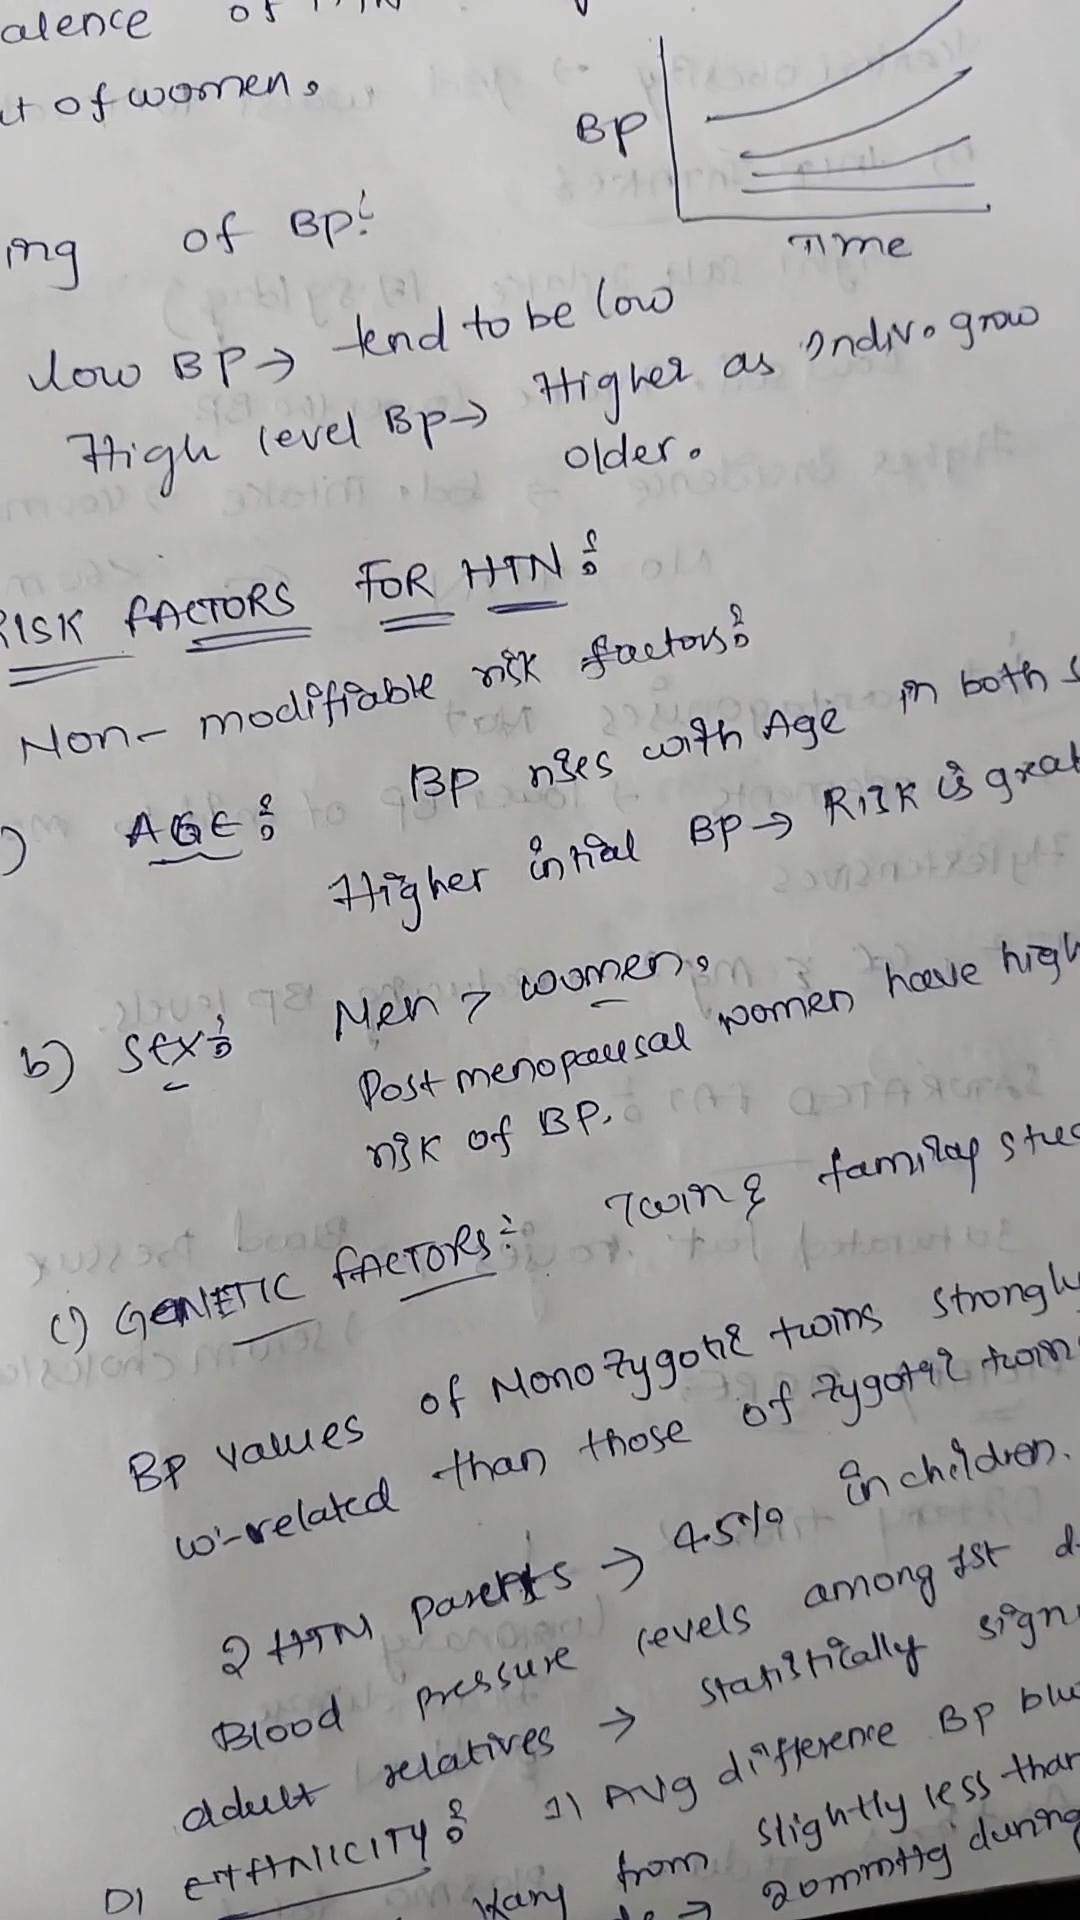 alence of HTN
of women.
BP
Time
ing of BP:
low BP → tend to be low
High level BP → Higher as Indiv. grow
older.
RISK FACTORS FOR HTN:
Non-modifiable risk factors:
AGE: BP rises with Age in both
Higher initial BP → Risk is great
b) Sex: Men > women.
Post menopausal women have high
risk of BP.
c) GENETIC FACTORS: Twin & family
BP values of Monozygotic twins strongly
co-related than those of zygotic twin
2 HTN parents → 45% in children.
Blood pressure levels among 1st d
adult relatives → statistically sign
D) ETHNICITY: 1) Avg difference BP
vary from slightly less than
→ 20mmHg during